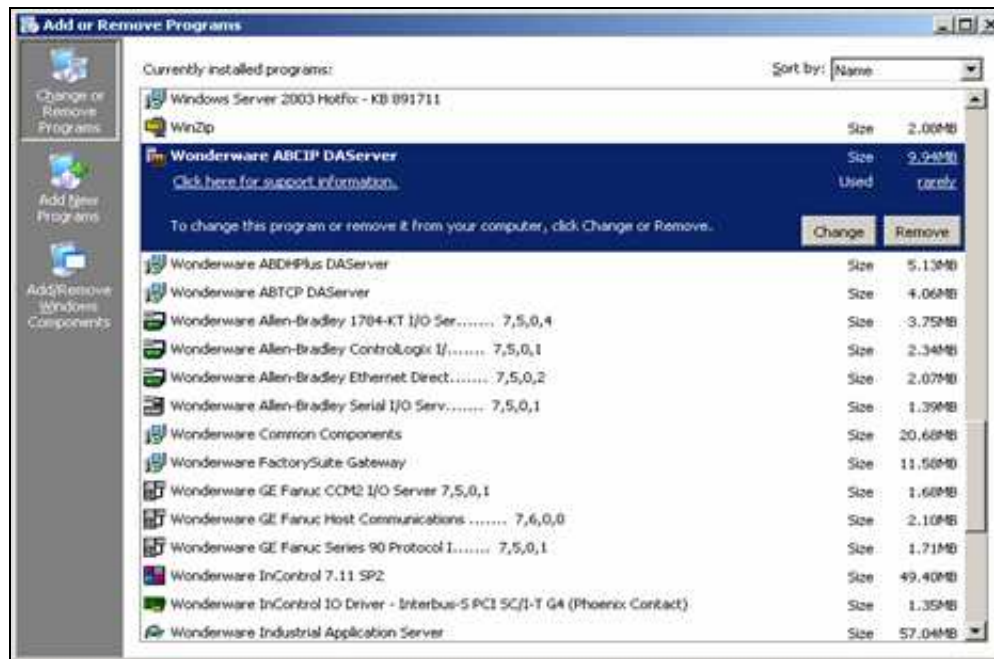 Add or Remove Programs
Change or
Remove
Programs
Add New
Programs
Add/Remove
Windows
Components
Currently installed programs:
Sort by: Name
Windows Server 2003 Hotfix - KB 891711
WinZip Size 2.00MB
Wonderware ABCIP DAServer Size 9.94MB
Click here for support information. Used rarely
To change this program or remove it from your computer, click Change or Remove. Change Remove
Wonderware ABDHPlus DAServer Size 5.13MB
Wonderware ABTCP DAServer Size 4.06MB
Wonderware Allen-Bradley 1784-KT I/O Ser....... 7,5,0,4 Size 3.75MB
Wonderware Allen-Bradley ControlLogix I/....... 7,5,0,1 Size 2.34MB
Wonderware Allen-Bradley Ethernet Direct....... 7,5,0,2 Size 2.07MB
Wonderware Allen-Bradley Serial I/O Serv....... 7,5,0,1 Size 1.39MB
Wonderware Common Components Size 20.68MB
Wonderware FactorySuite Gateway Size 11.58MB
Wonderware GE Fanuc CCM2 I/O Server 7,5,0,1 Size 1.68MB
Wonderware GE Fanuc Host Communications ....... 7,6,0,0 Size 2.10MB
Wonderware GE Fanuc Series 90 Protocol I....... 7,5,0,1 Size 1.71MB
Wonderware InControl 7.11 SP2 Size 49.40MB
Wonderware InControl IO Driver - Interbus-S PCI SC/I-T G4 (Phoenix Contact) Size 1.35MB
Wonderware Industrial Application Server Size 57.04MB